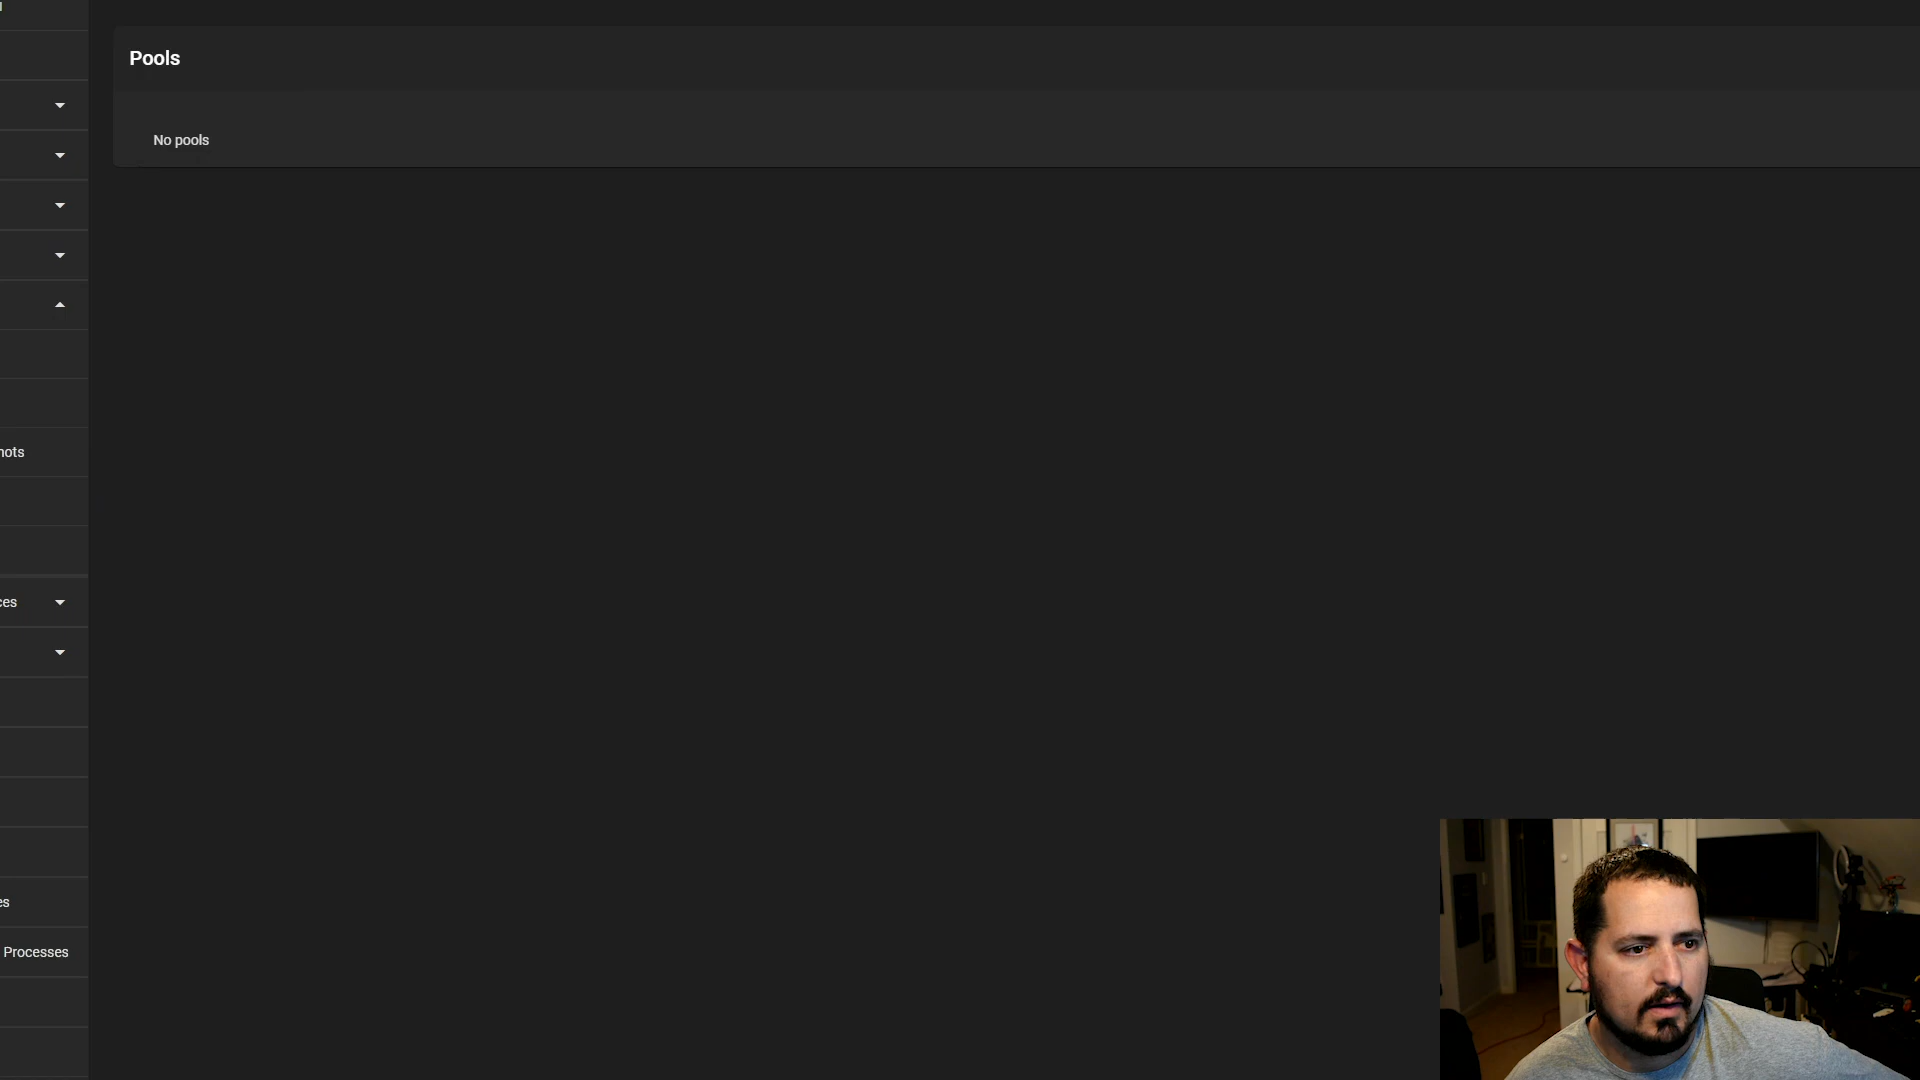 Pools
No pools
hots
ces
es
Processes